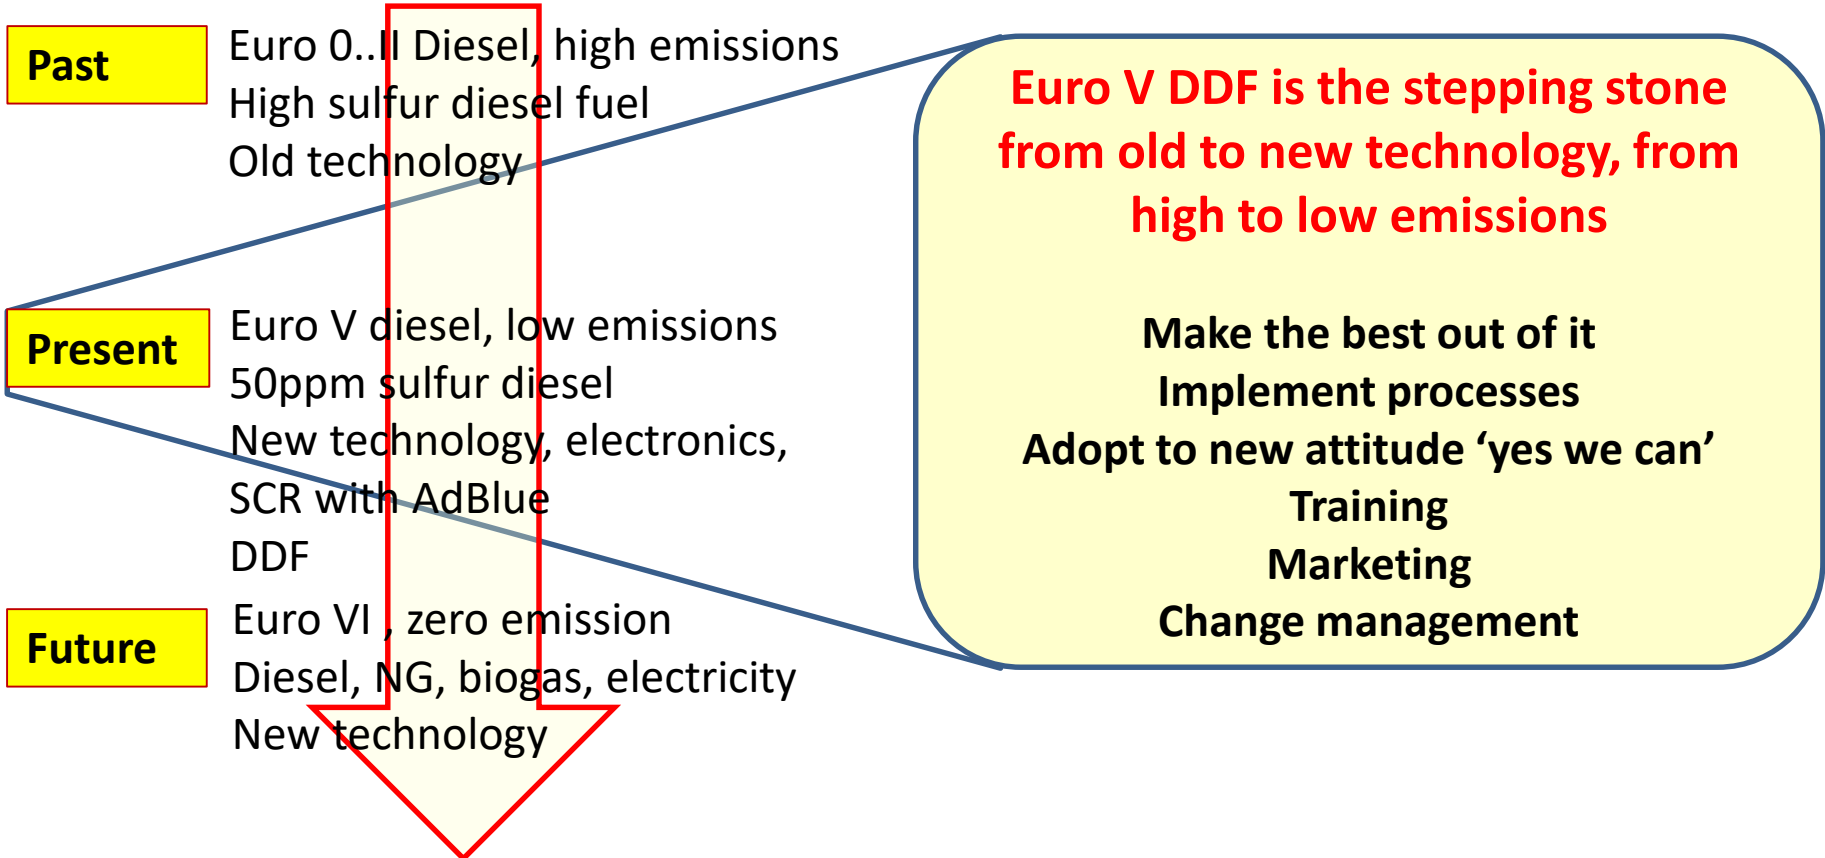 Past
Euro 0..II Diesel, high emissions
High sulfur diesel fuel
Old technology
Present
Euro V diesel, low emissions
50ppm sulfur diesel
New technology, electronics,
SCR with AdBlue
DDF
Future
Euro VI , zero emission
Diesel, NG, biogas, electricity
New technology
Euro V DDF is the stepping stone
from old to new technology, from
high to low emissions
Make the best out of it
Implement processes
Adopt to new attitude ‘yes we can’
Training
Marketing
Change management